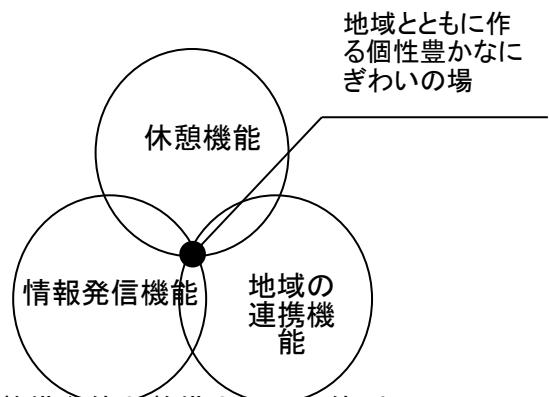 地域とともに作
る個性豊かなに
ぎわいの場
休憩機能
情報発信機能
地域の
連携機
能